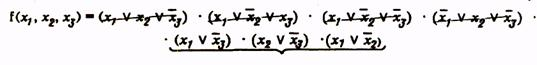 f(x₁, x₂, x₃) = (x₁ ∨ x₂ ∨ x̄₃) · (x₁ ∨ x̄₂ ∨ x₃) · (x₁ ∨ x̄₂ ∨ x̄₃) · (x̄₁ ∨ x₂ ∨ x̄₃) ·
· (x₁ ∨ x̄₃) · (x₂ ∨ x̄₃) · (x₁ ∨ x̄₂)